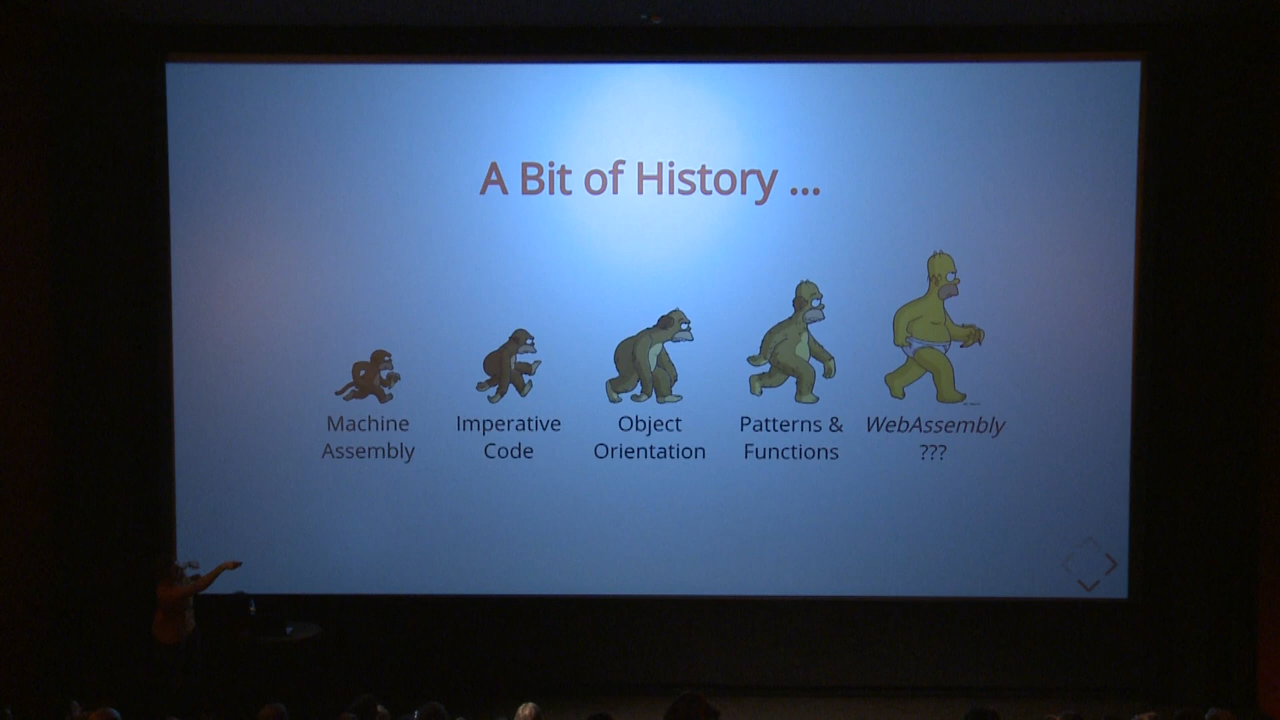 A Bit of History ...
Machine
Assembly
Imperative
Code
Object
Orientation
Patterns &
Functions
WebAssembly
???